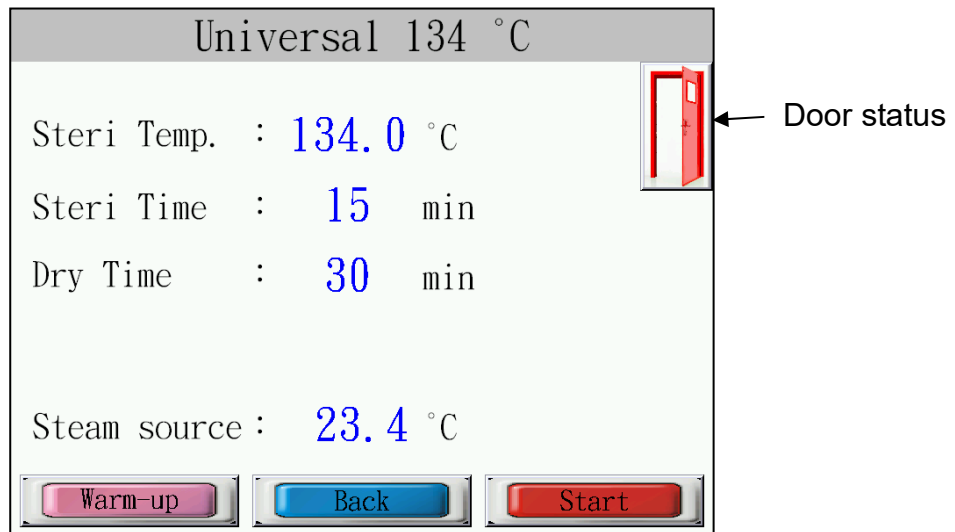 Universal 134 °C
Door status
Steri Temp. : 134.0 °C
Steri Time : 15 min
Dry Time : 30 min
Steam source : 23.4 °C
Warm-up Back Start